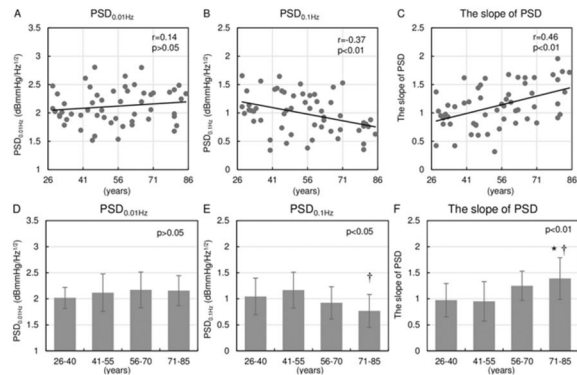 A
PSD0.01Hz
r=0.14
p>0.05
PSD0.01Hz (dBmmHg/Hz1/2)
3.5
3
2.5
2
1.5
1
26 41 56 71 86
(years)
B
PSD0.1Hz
r=-0.37
p<0.01
PSD0.1Hz (dBmmHg/Hz1/2)
2.5
2
1.5
1
0.5
0
26 41 56 71 86
(years)
C
The slope of PSD
r=0.46
p<0.01
The slope of PSD
2.5
2
1.5
1
0.5
0
26 41 56 71 86
(years)
D
PSD0.01Hz
p>0.05
PSD0.01Hz (dBmmHg/Hz1/2)
3.5
3
2.5
2
1.5
1
26-40 41-55 56-70 71-85
(years)
E
PSD0.1Hz
p<0.05
†
PSD0.1Hz (dBmmHg/Hz1/2)
2.5
2
1.5
1
0.5
0
26-40 41-55 56-70 71-85
(years)
F
The slope of PSD
p<0.01
* †
The slope of PSD
2.5
2
1.5
1
0.5
0
26-40 41-55 56-70 71-85
(years)